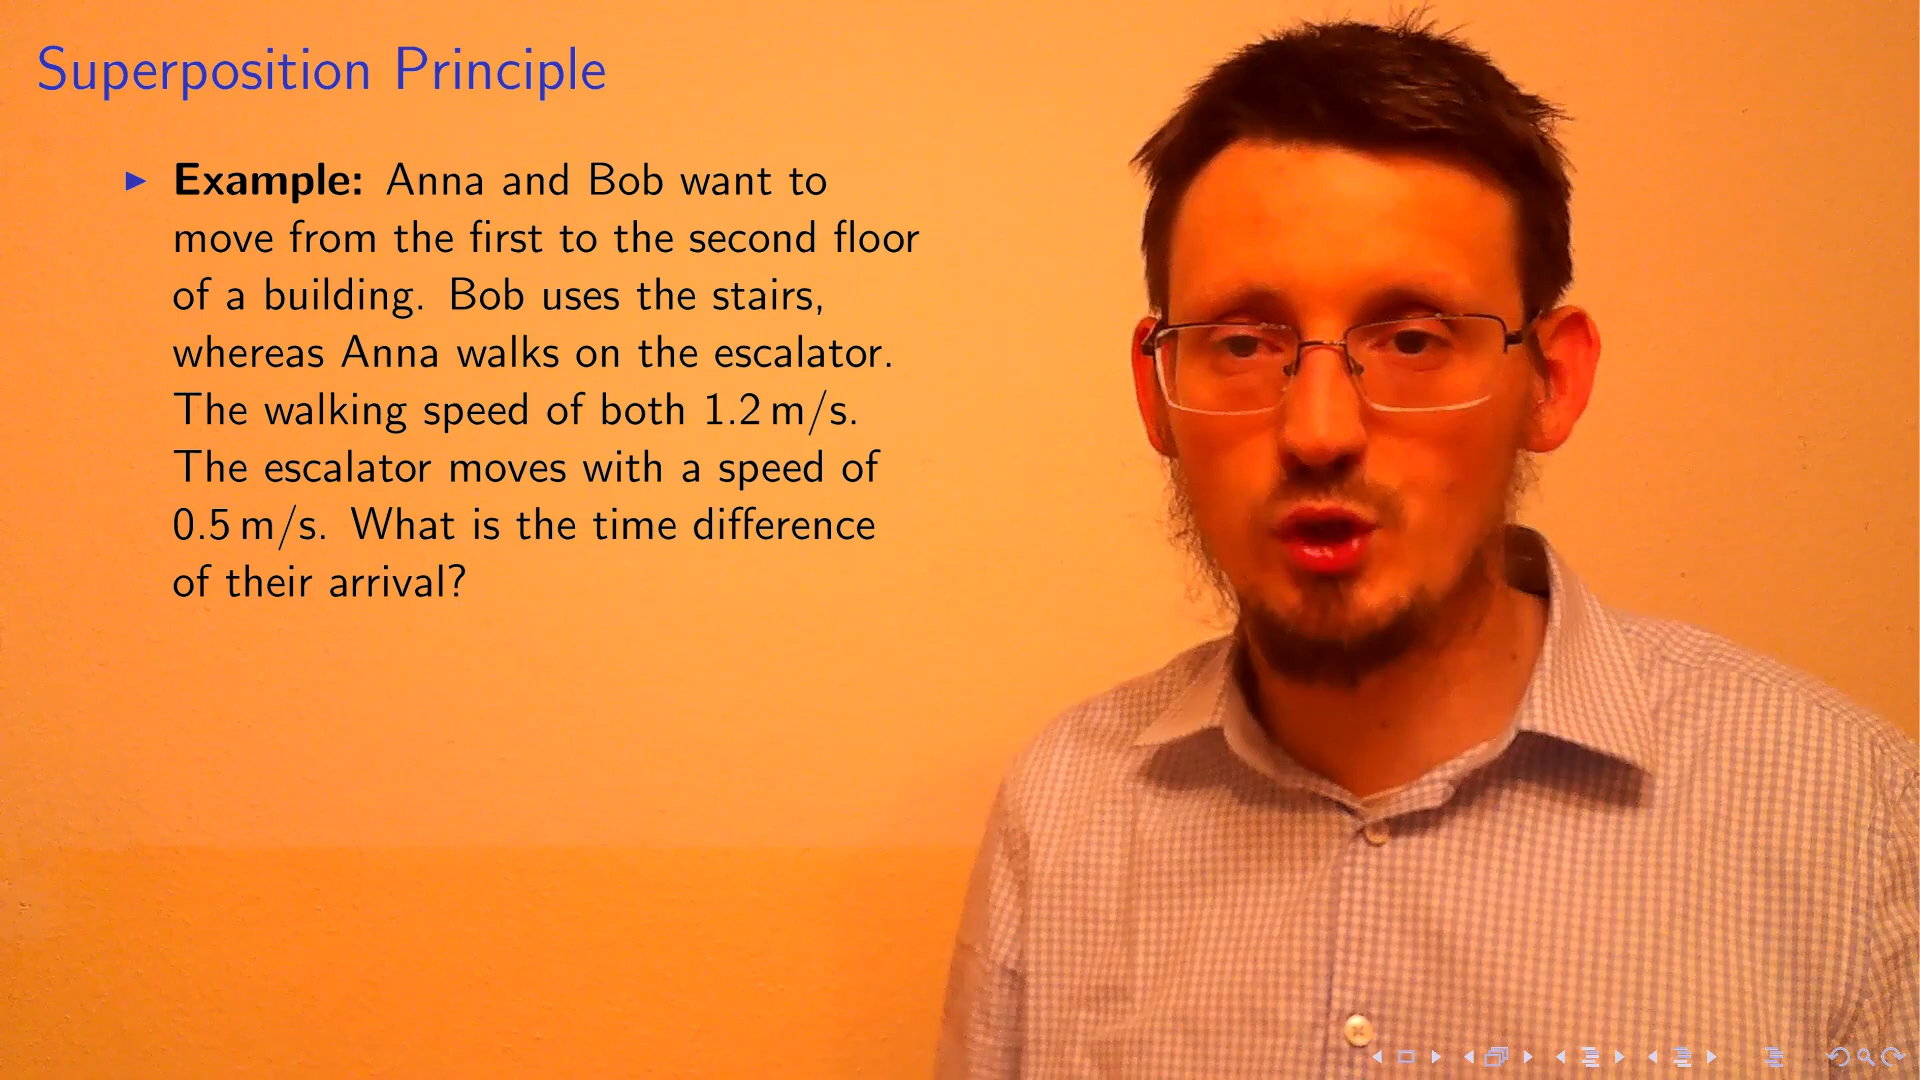 Superposition Principle
Example: Anna and Bob want to
move from the first to the second floor
of a building. Bob uses the stairs,
whereas Anna walks on the escalator.
The walking speed of both 1.2 m/s.
The escalator moves with a speed of
0.5 m/s. What is the time difference
of their arrival?